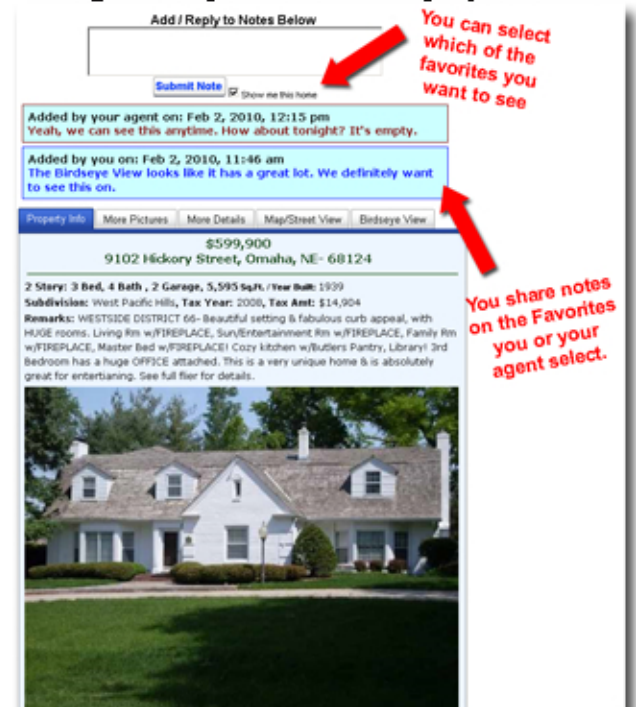 Add / Reply to Notes Below
You can select
which of the
favorites you
want to see
Submit Note Show me this home
Added by your agent on: Feb 2, 2010, 12:15 pm
Yeah, we can see this anytime. How about tonight? It's empty.
Added by you on: Feb 2, 2010, 11:46 am
The Birdseye View looks like it has a great lot. We definitely want
to see this on.
Property Info More Pictures More Details Map/Street View Birdseye View
$599,900
9102 Hickory Street, Omaha, NE- 68124
You share notes
on the Favorites
you or your
agent select.
2 Story: 3 Bed, 4 Bath , 2 Garage, 5,595 Sq.Ft. / Year Built: 1939
Subdivision: West Pacific Hills, Tax Year: 2008, Tax Amt: $14,904
Remarks: WESTSIDE DISTRICT 66- Beautiful setting & fabulous curb appeal, with
HUGE rooms. Living Rm w/FIREPLACE, Sun/Entertainment Rm w/FIREPLACE, Family Rm
w/FIREPLACE, Master Bed w/FIREPLACE! Cozy kitchen w/Butlers Pantry, Library! 3rd
Bedroom has a huge OFFICE attached. This is a very unique home & is absolutely
great for entertianing. See full flier for details.